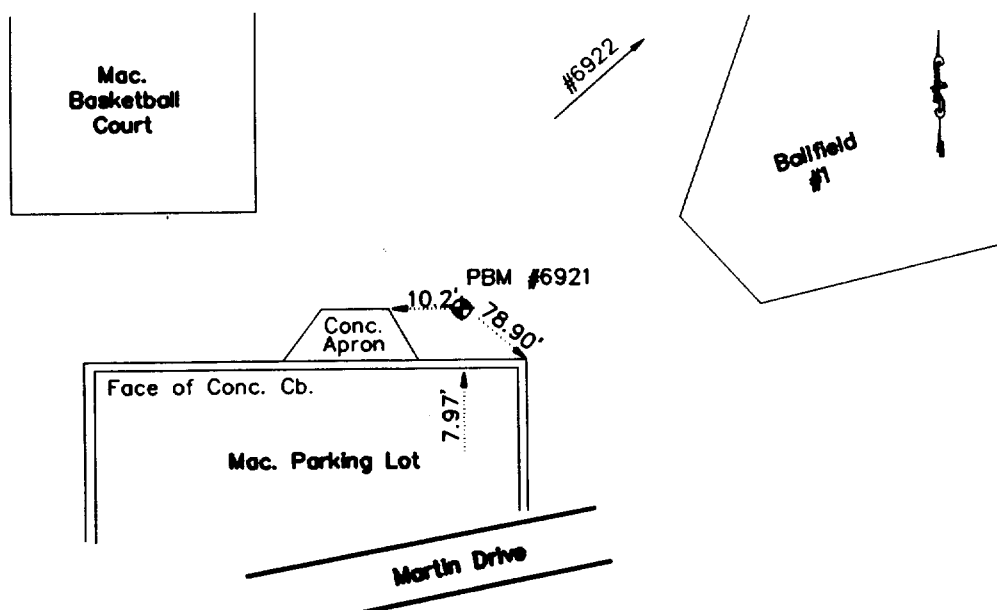 Mac.
Basketball
Court
#6922
Ballfield
#1
PBM #6921
10.2'
78.90'
Conc.
Apron
Face of Conc. Cb.
7.97'
Mac. Parking Lot
Martin Drive